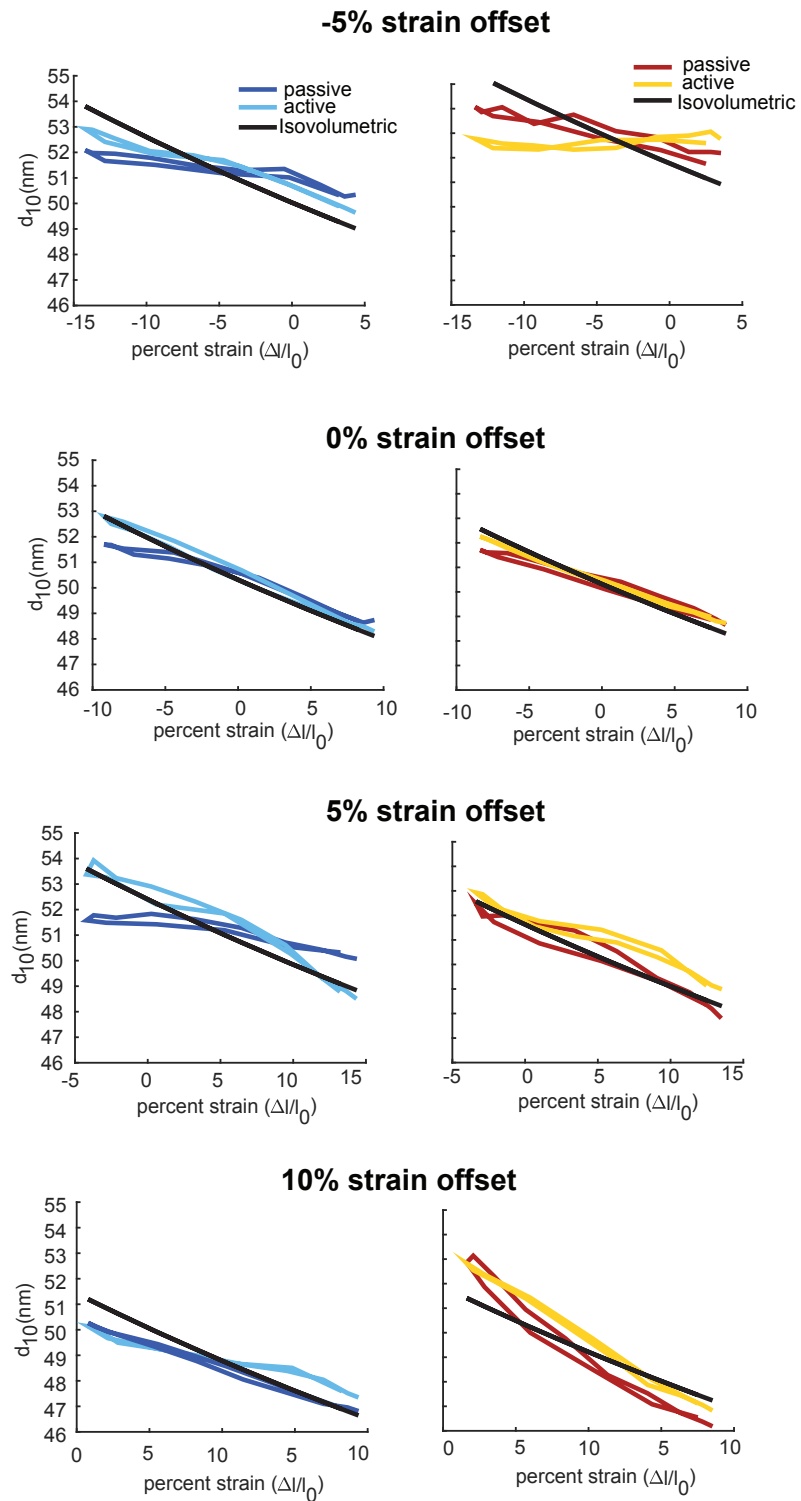 -5% strain offset
passive
active
Isovolumetric
passive
active
Isovolumetric
55
54
53
52
51
50
49
48
47
46
d10(nm)
-15 -10 -5 0 5
-15 -10 -5 0 5
percent strain (Δl/l0)
percent strain (Δl/l0)
0% strain offset
55
54
53
52
51
50
49
48
47
46
d10(nm)
-10 -5 0 5 10
-10 -5 0 5 10
percent strain (Δl/l0)
percent strain (Δl/l0)
5% strain offset
55
54
53
52
51
50
49
48
47
46
d10(nm)
-5 0 5 10 15
-5 0 5 10 15
percent strain (Δl/l0)
percent strain (Δl/l0)
10% strain offset
55
54
53
52
51
50
49
48
47
46
d10(nm)
0 5 10 5 10
0 5 10 5 10
percent strain (Δl/l0)
percent strain (Δl/l0)